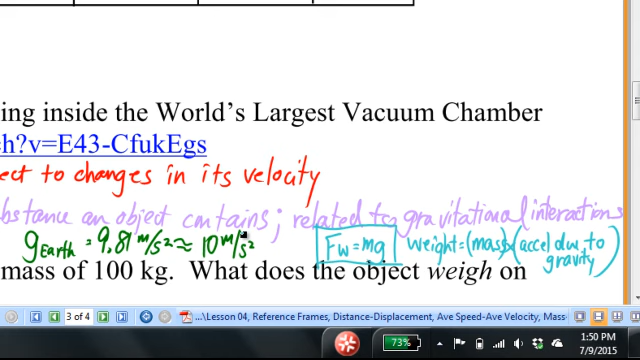 ing inside the World's Largest Vacuum Chamber
h?v=E43-CfukEgs
ect to changes in its velocity
bstance an object contains; related to gravitational interactions
gEarth = 9.81 m/s² ≈ 10 m/s²
Fw = mg weight = (mass)×(accel due to gravity)
mass of 100 kg. What does the object weigh on
3 of 4 ...\Lesson 04, Reference Frames, Distance-Displacement, Ave Speed-Ave Velocity, Mass-
73% 1:50 PM
7/9/2015